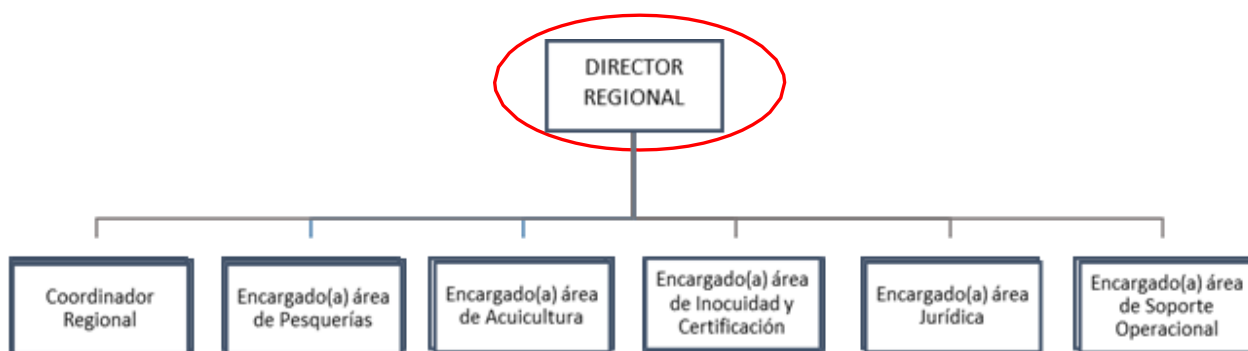 DIRECTOR
REGIONAL
Coordinador
Regional
Encargado(a) área
de Pesquerías
Encargado(a) área
de Acuicultura
Encargado(a) área
de Inocuidad y
Certificación
Encargado(a) área
Jurídica
Encargado(a) área
de Soporte
Operacional